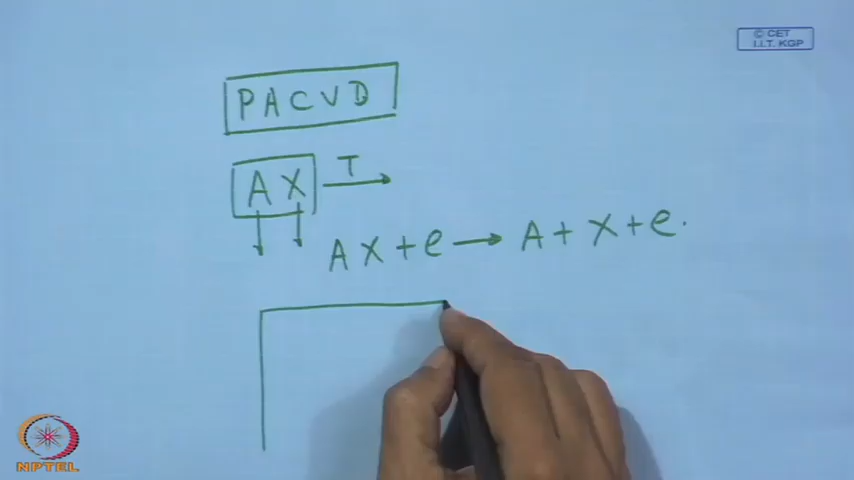 © CET
I.I.T. KGP
PACVD
AX T
AX + e → A + X + e.
NPTEL